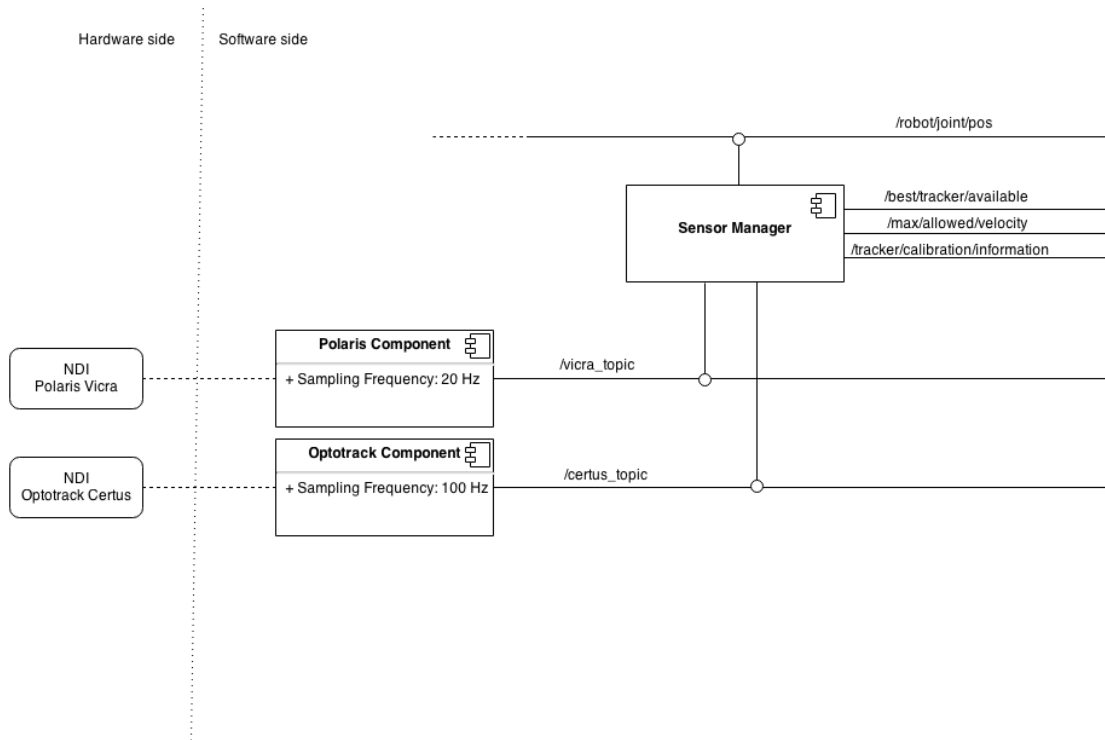 Hardware side
Software side
/robot/joint/pos
Sensor Manager
/best/tracker/available
/max/allowed/velocity
/tracker/calibration/information
NDI
Polaris Vicra
Polaris Component
+ Sampling Frequency: 20 Hz
/vicra_topic
NDI
Optotrack Certus
Optotrack Component
+ Sampling Frequency: 100 Hz
/certus_topic